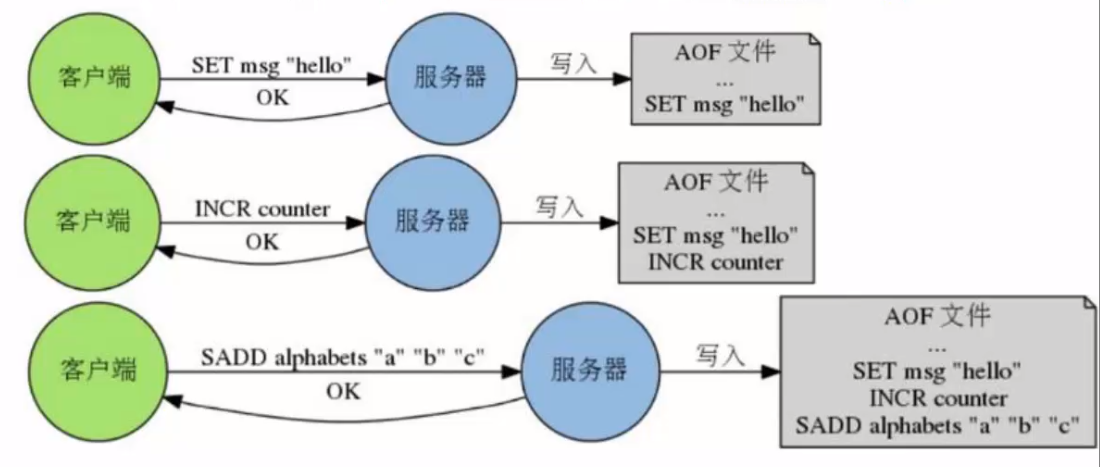 客户端
SET msg "hello"
OK
服务器
写入
AOF 文件
...
SET msg "hello"
客户端
INCR counter
OK
服务器
写入
AOF 文件
...
SET msg "hello"
INCR counter
客户端
SADD alphabets "a" "b" "c"
OK
服务器
写入
AOF 文件
...
SET msg "hello"
INCR counter
SADD alphabets "a" "b" "c"